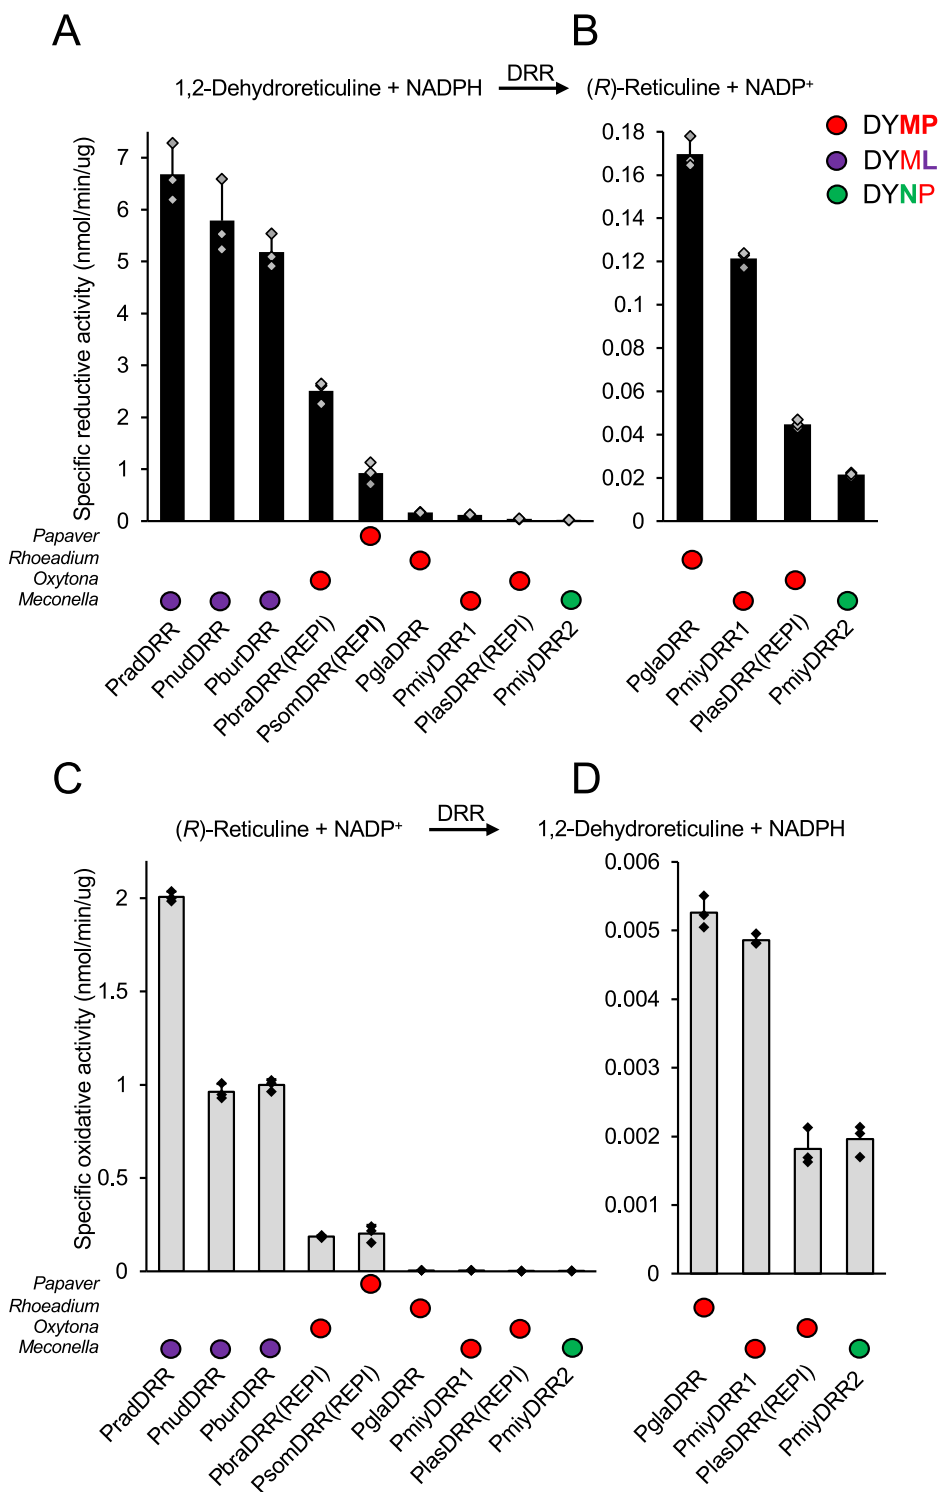 A
B
1,2-Dehydroreticuline + NADPH DRR (R)-Reticuline + NADP⁺
DYMP
DYML
DYNP
Specific reductive activity (nmol/min/ug)
7
6
5
4
3
2
1
0
0.18
0.16
0.14
0.12
0.1
0.08
0.06
0.04
0.02
0
Papaver
Rhoeadium
Oxytona
Meconella
PradDRR
PnudDRR
PburDRR
PbraDRR(REPI)
PsomDRR(REPI)
PglaDRR
PmiyDRR1
PlasDRR(REPI)
PmiyDRR2
PglaDRR
PmiyDRR1
PlasDRR(REPI)
PmiyDRR2
C
D
(R)-Reticuline + NADP⁺ DRR 1,2-Dehydroreticuline + NADPH
Specific oxidative activity (nmol/min/ug)
2
1.5
1
0.5
0
0.006
0.005
0.004
0.003
0.002
0.001
0
Papaver
Rhoeadium
Oxytona
Meconella
PradDRR
PnudDRR
PburDRR
PbraDRR(REPI)
PsomDRR(REPI)
PglaDRR
PmiyDRR1
PlasDRR(REPI)
PmiyDRR2
PglaDRR
PmiyDRR1
PlasDRR(REPI)
PmiyDRR2